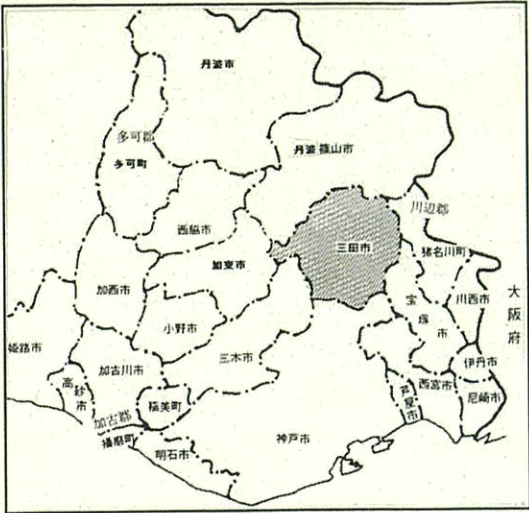 丹波市
多可郡
多可町
丹波篠山市
川辺郡
西脇市
三田市
猪名川町
加東市
加西市
宝塚市
川西市
大阪府
小野市
姫路市
三木市
加古川市
伊丹市
高砂市
西宮市
芦屋市
尼崎市
稲美町
加古郡
播磨町
神戸市
明石市